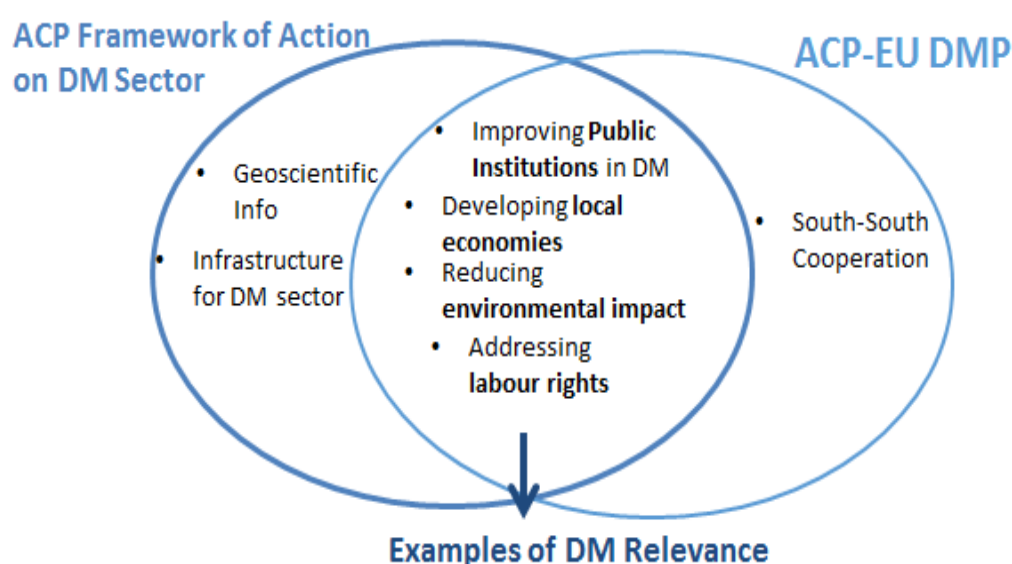 ACP Framework of Action
on DM Sector
ACP-EU DMP
• Geoscientific
Info
• Infrastructure
for DM sector
• Improving Public
Institutions in DM
• Developing local
economies
• Reducing
environmental impact
• Addressing
labour rights
• South-South
Cooperation
Examples of DM Relevance